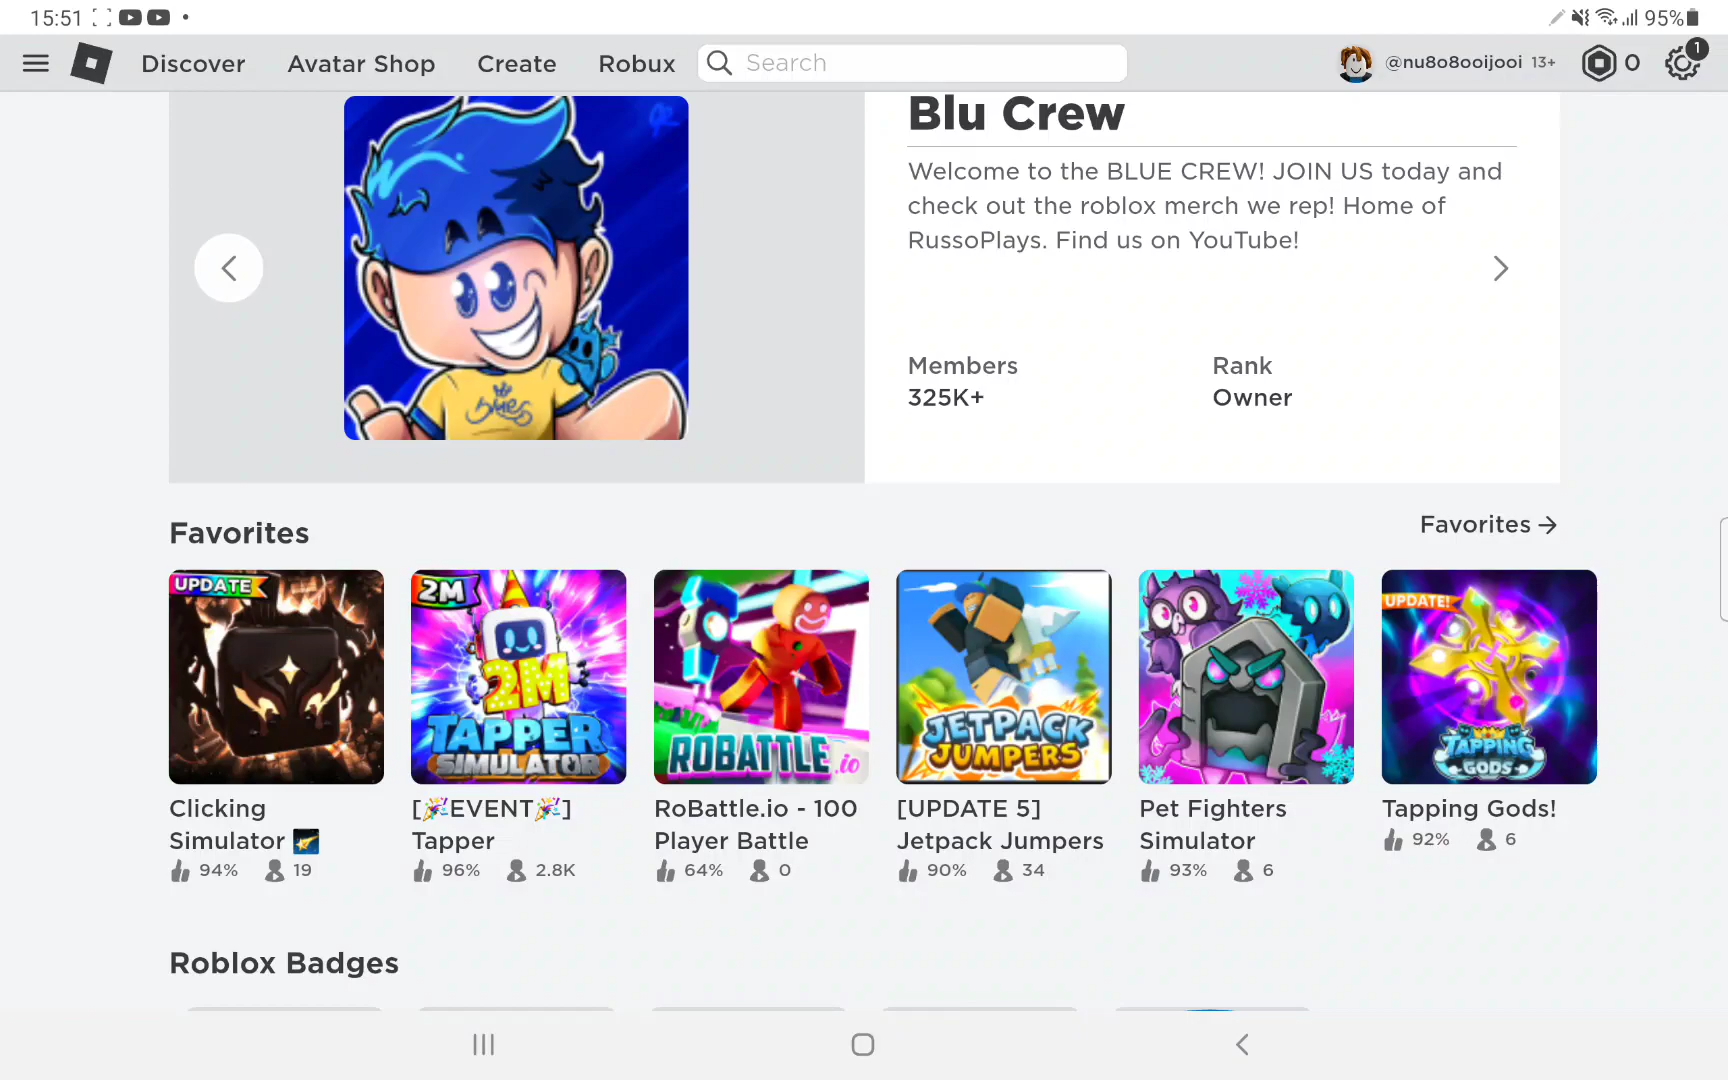 15:51
95%
Discover
Avatar Shop
Create
Robux
Search
@nu8o8ooijooi 13+
0
1
Blu Crew
Welcome to the BLUE CREW! JOIN US today and
check out the roblox merch we rep! Home of
RussoPlays. Find us on YouTube!
Members
325K+
Rank
Owner
Favorites
Favorites →
UPDATE
2M
2M
TAPPER
SIMULATOR
ROBATTLE.io
JETPACK
JUMPERS
UPDATE!
TAPPING
GODS
Clicking
Simulator
94% 19
[🎉EVENT🎉]
Tapper
96% 2.8K
RoBattle.io - 100
Player Battle
64% 0
[UPDATE 5]
Jetpack Jumpers
90% 34
Pet Fighters
Simulator
93% 6
Tapping Gods!
92% 6
Roblox Badges